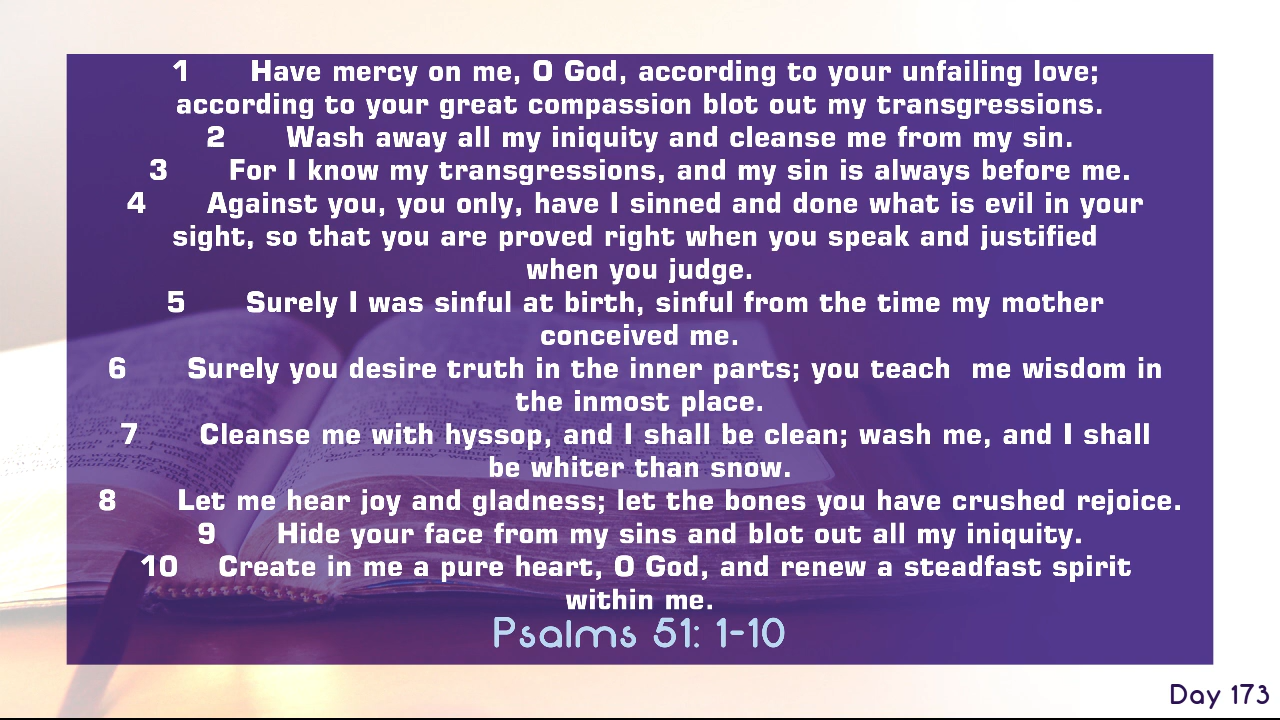 1 Have mercy on me, O God, according to your unfailing love;
according to your great compassion blot out my transgressions.
2 Wash away all my iniquity and cleanse me from my sin.
3 For I know my transgressions, and my sin is always before me.
4 Against you, you only, have I sinned and done what is evil in your
sight, so that you are proved right when you speak and justified
when you judge.
5 Surely I was sinful at birth, sinful from the time my mother
conceived me.
6 Surely you desire truth in the inner parts; you teach me wisdom in
the inmost place.
7 Cleanse me with hyssop, and I shall be clean; wash me, and I shall
be whiter than snow.
8 Let me hear joy and gladness; let the bones you have crushed rejoice.
9 Hide your face from my sins and blot out all my iniquity.
10 Create in me a pure heart, O God, and renew a steadfast spirit
within me.
Psalms 51: 1-10
Day 173